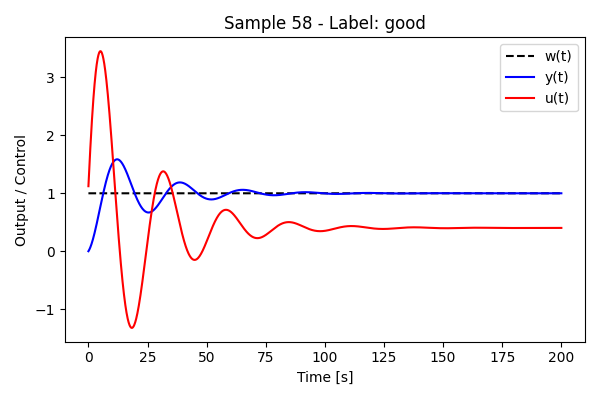 Sample 58 - Label: good
w(t)
y(t)
u(t)
Output / Control
3
2
1
0
−1
0 25 50 75 100 125 150 175 200
Time [s]